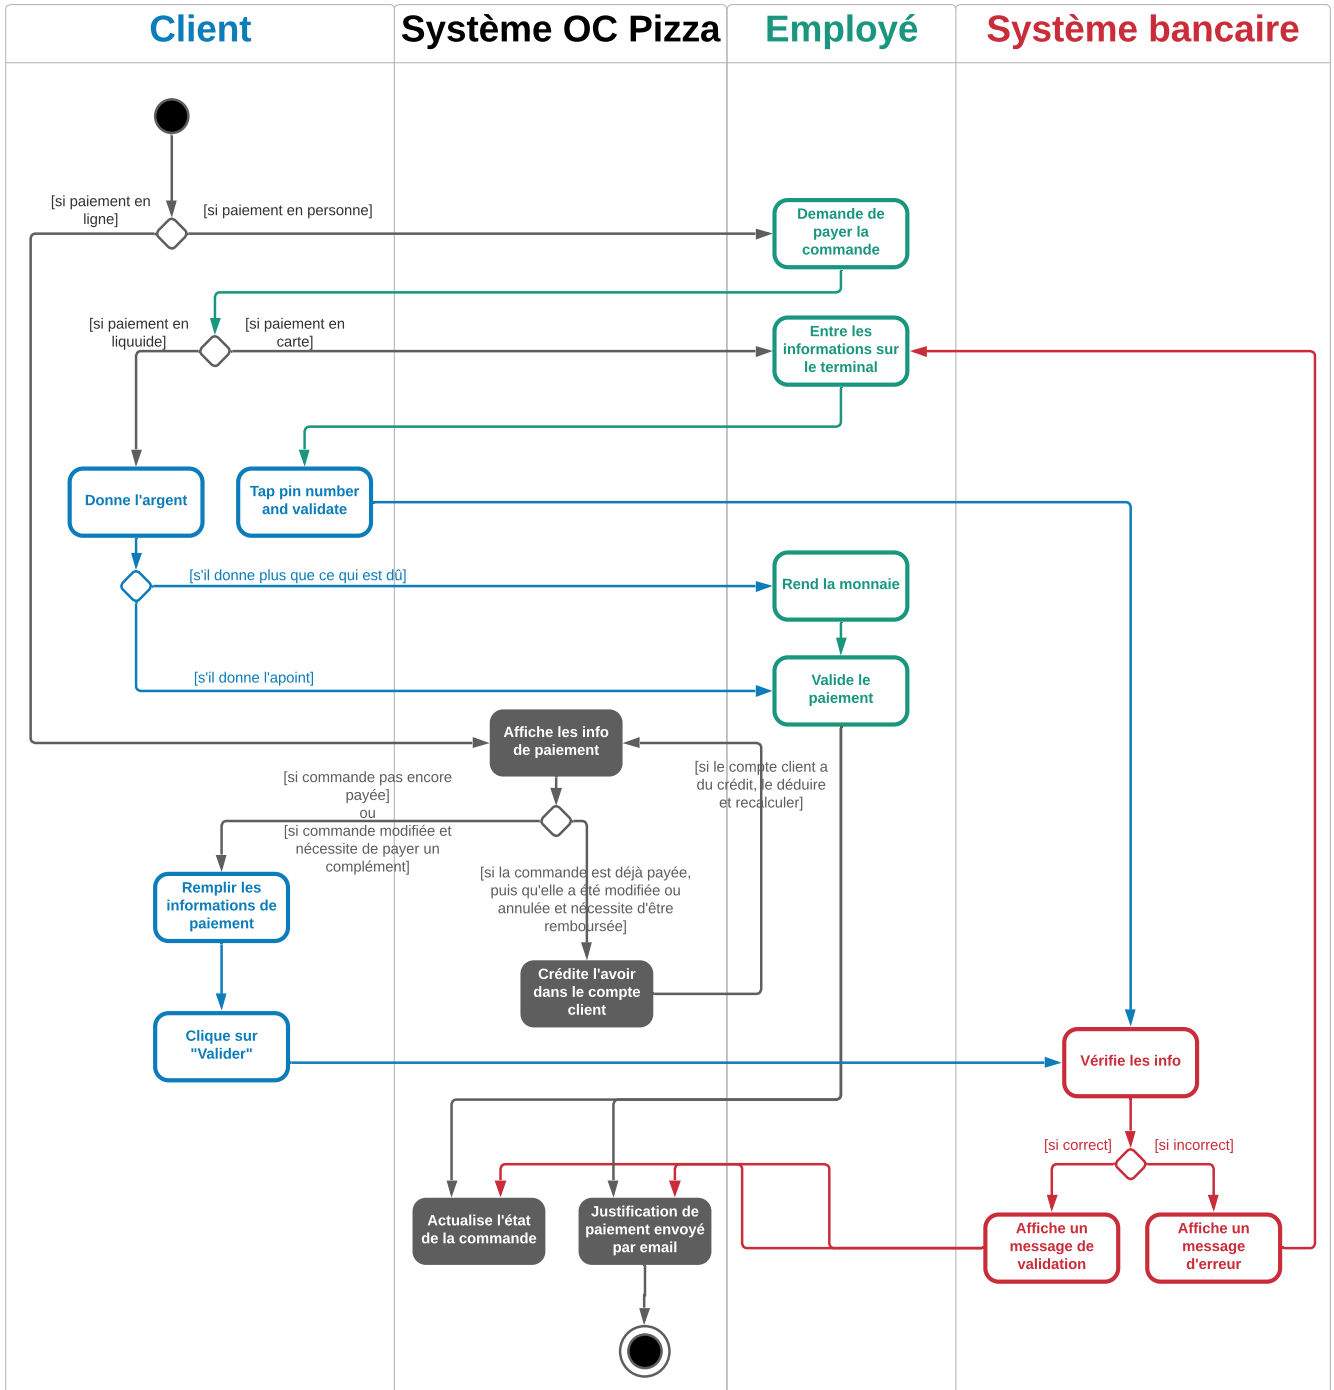 Client
Système OC Pizza
Employé
Système bancaire
[si paiement en
ligne]
[si paiement en personne]
Demande de
payer la
commande
[si paiement en
liquuide]
[si paiement en
carte]
Entre les
informations sur
le terminal
Donne l'argent
Tap pin number
and validate
[s'il donne plus que ce qui est dû]
Rend la monnaie
[s'il donne l'apoint]
Valide le
paiement
Affiche les info
de paiement
[si le compte client a
du crédit, le déduire
et recalculer]
[si commande pas encore
payée]
ou
[si commande modifiée et
nécessite de payer un
complément]
[si la commande est déjà payée,
puis qu'elle a été modifiée ou
annulée et nécessite d'être
remboursée]
Remplir les
informations de
paiement
Crédite l'avoir
dans le compte
client
Clique sur
"Valider"
Vérifie les info
[si correct]
[si incorrect]
Actualise l'état
de la commande
Justification de
paiement envoyé
par email
Affiche un
message de
validation
Affiche un
message
d'erreur